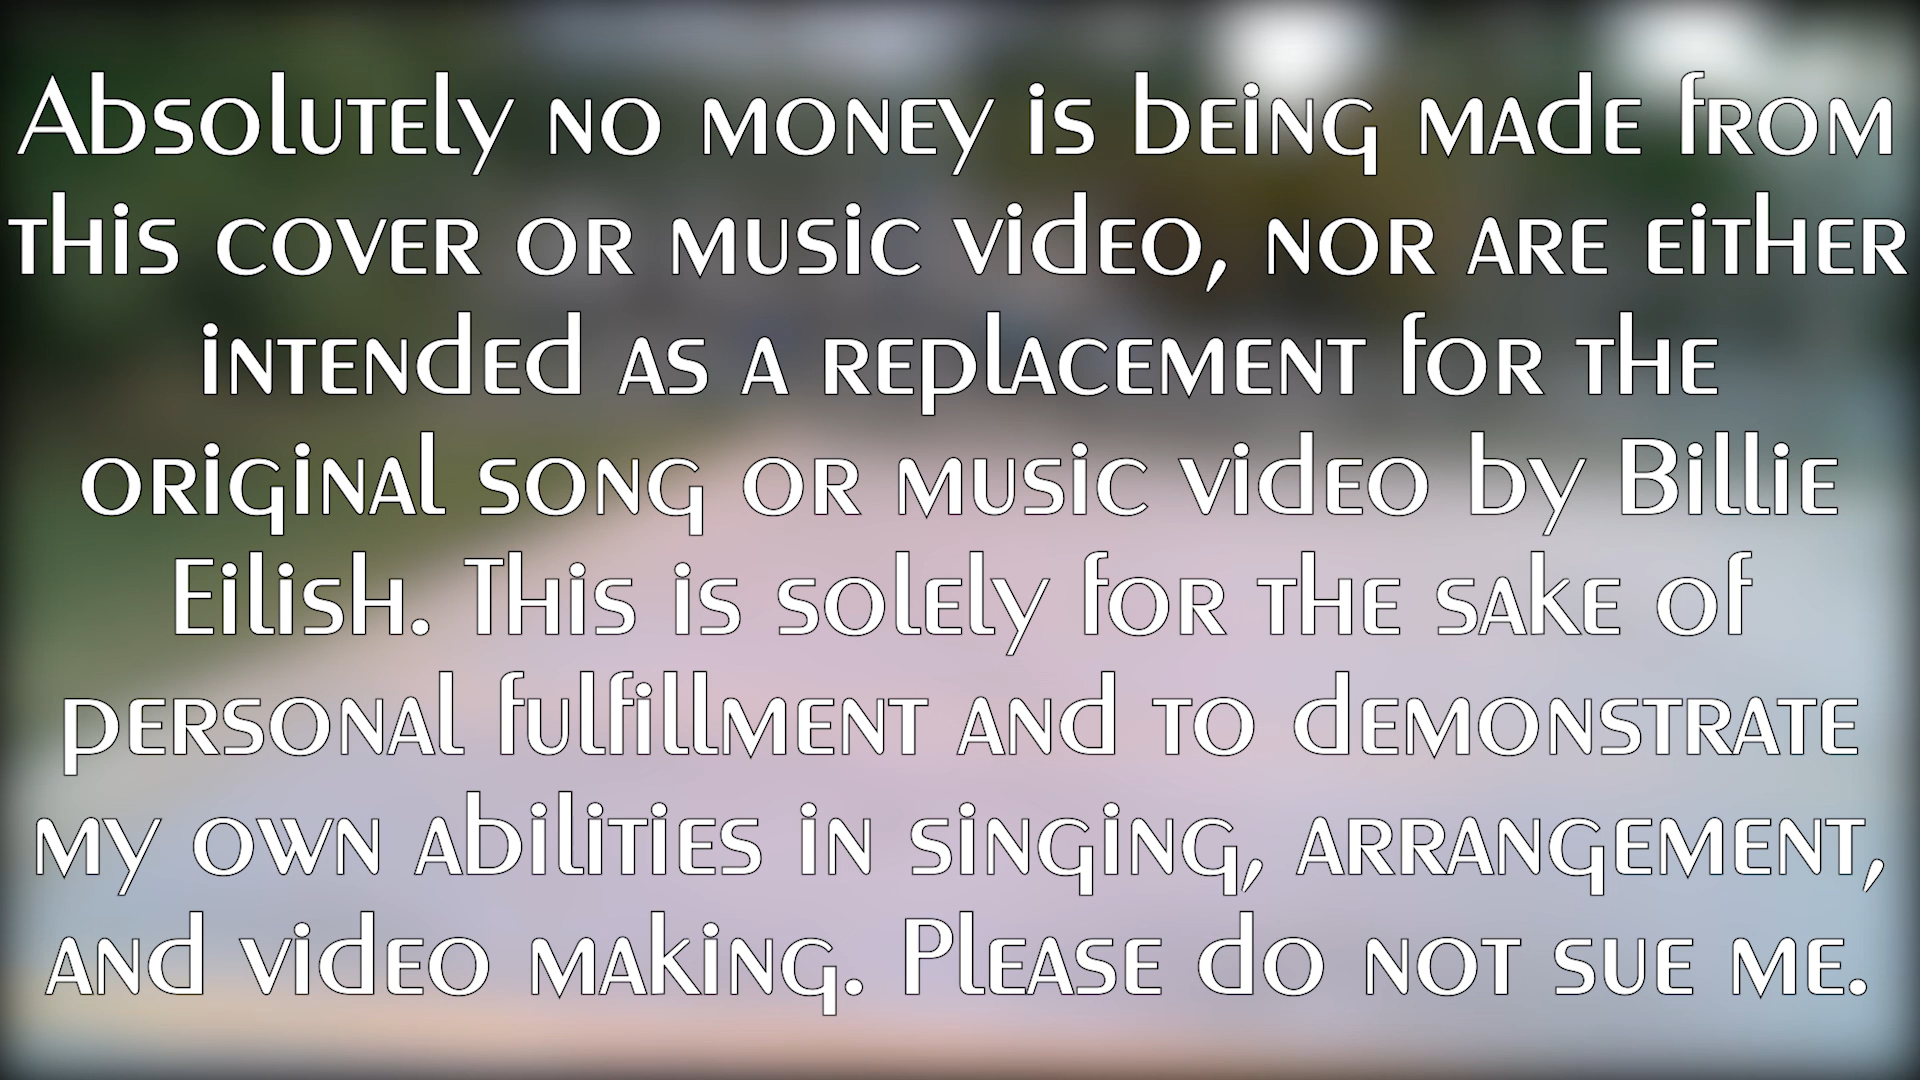 Absolutely no money is being made from
this cover or music video, nor are either
intended as a replacement for the
original song or music video by Billie
Eilish. This is solely for the sake of
personal fulfillment and to demonstrate
my own abilities in singing, arrangement,
and video making. Please do not sue me.